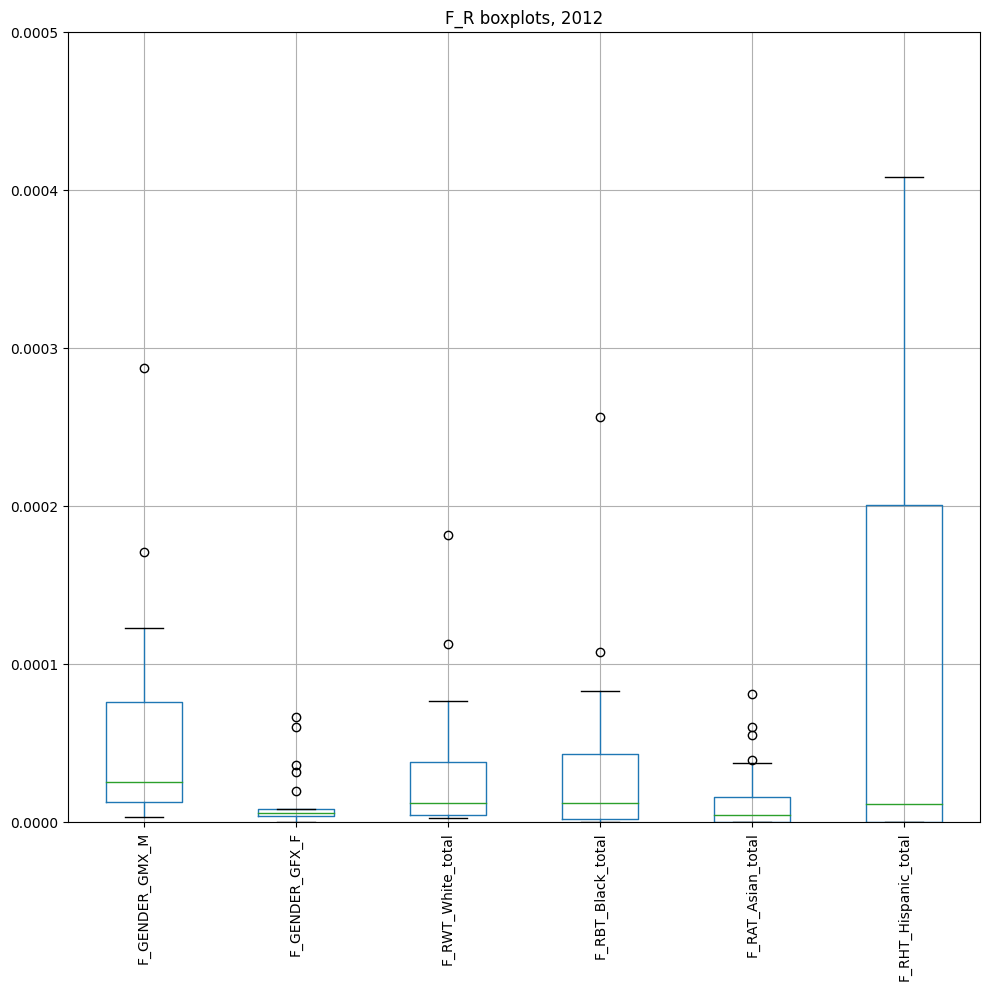 F_R boxplots, 2012
0.0005
0.0004
0.0003
0.0002
0.0001
0.0000
F_GENDER_GMX_M
F_GENDER_GFX_F
F_RWT_White_total
F_RBT_Black_total
F_RAT_Asian_total
F_RHT_Hispanic_total